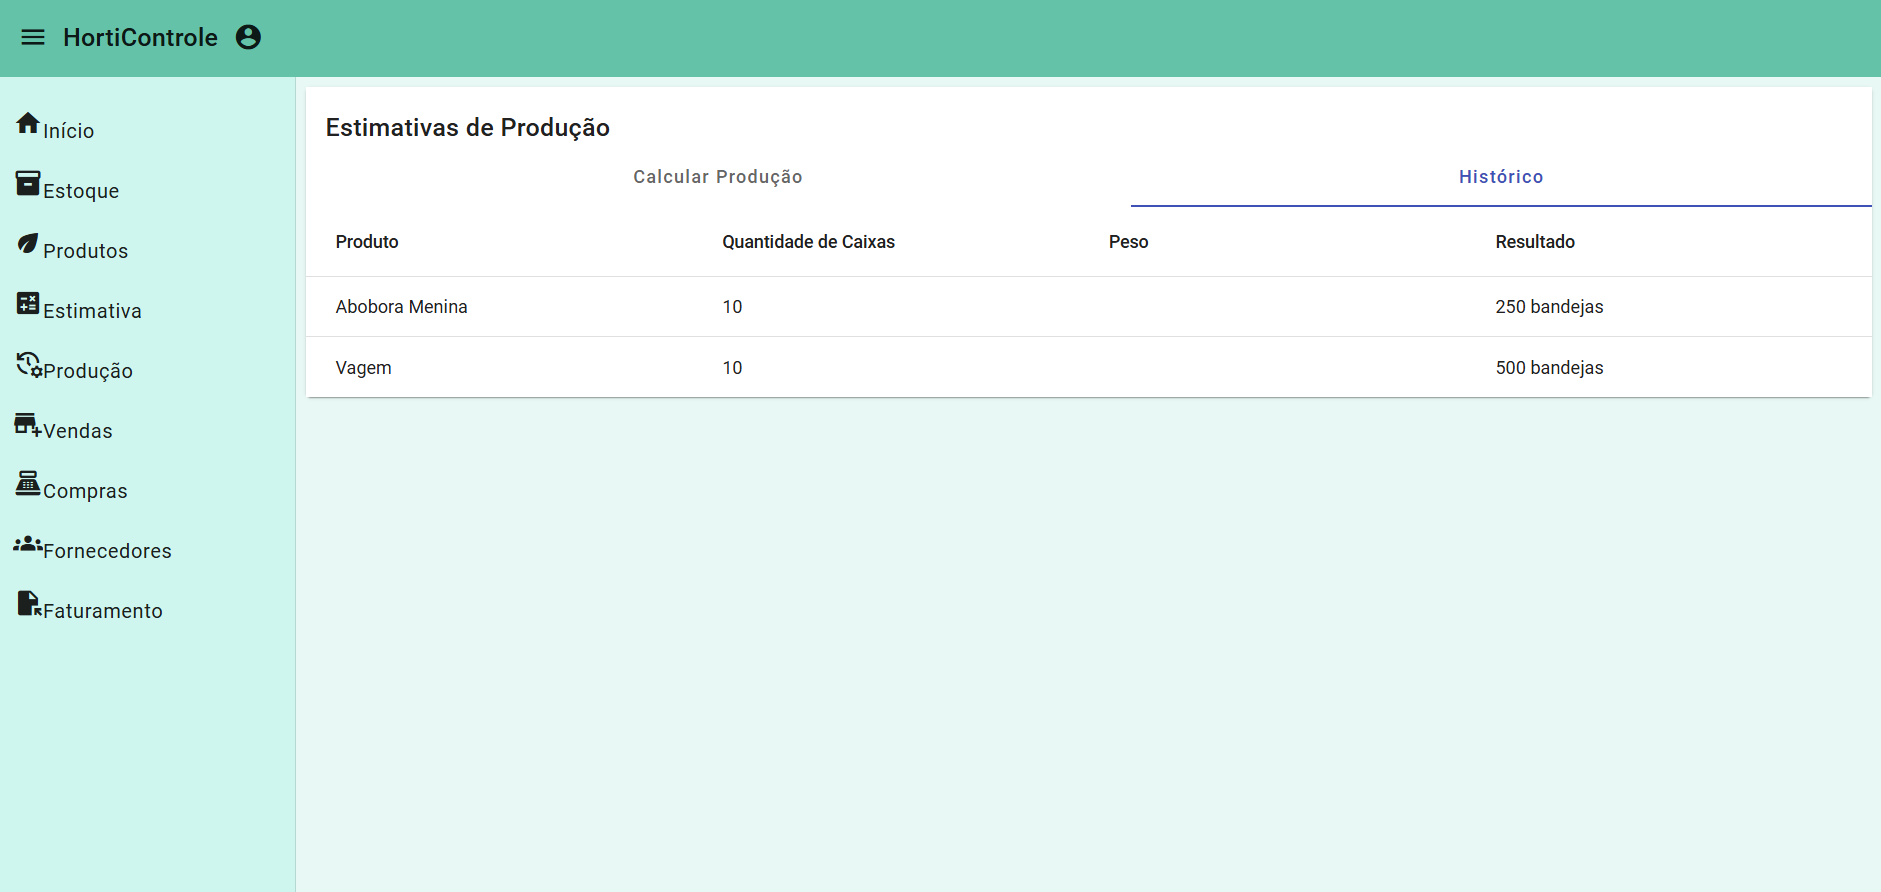 HortiControle
Início
Estoque
Produtos
Estimativa
Produção
Vendas
Compras
Fornecedores
Faturamento
Estimativas de Produção
Calcular Produção Histórico
Produto Quantidade de Caixas Peso Resultado
Abobora Menina 10 250 bandejas
Vagem 10 500 bandejas